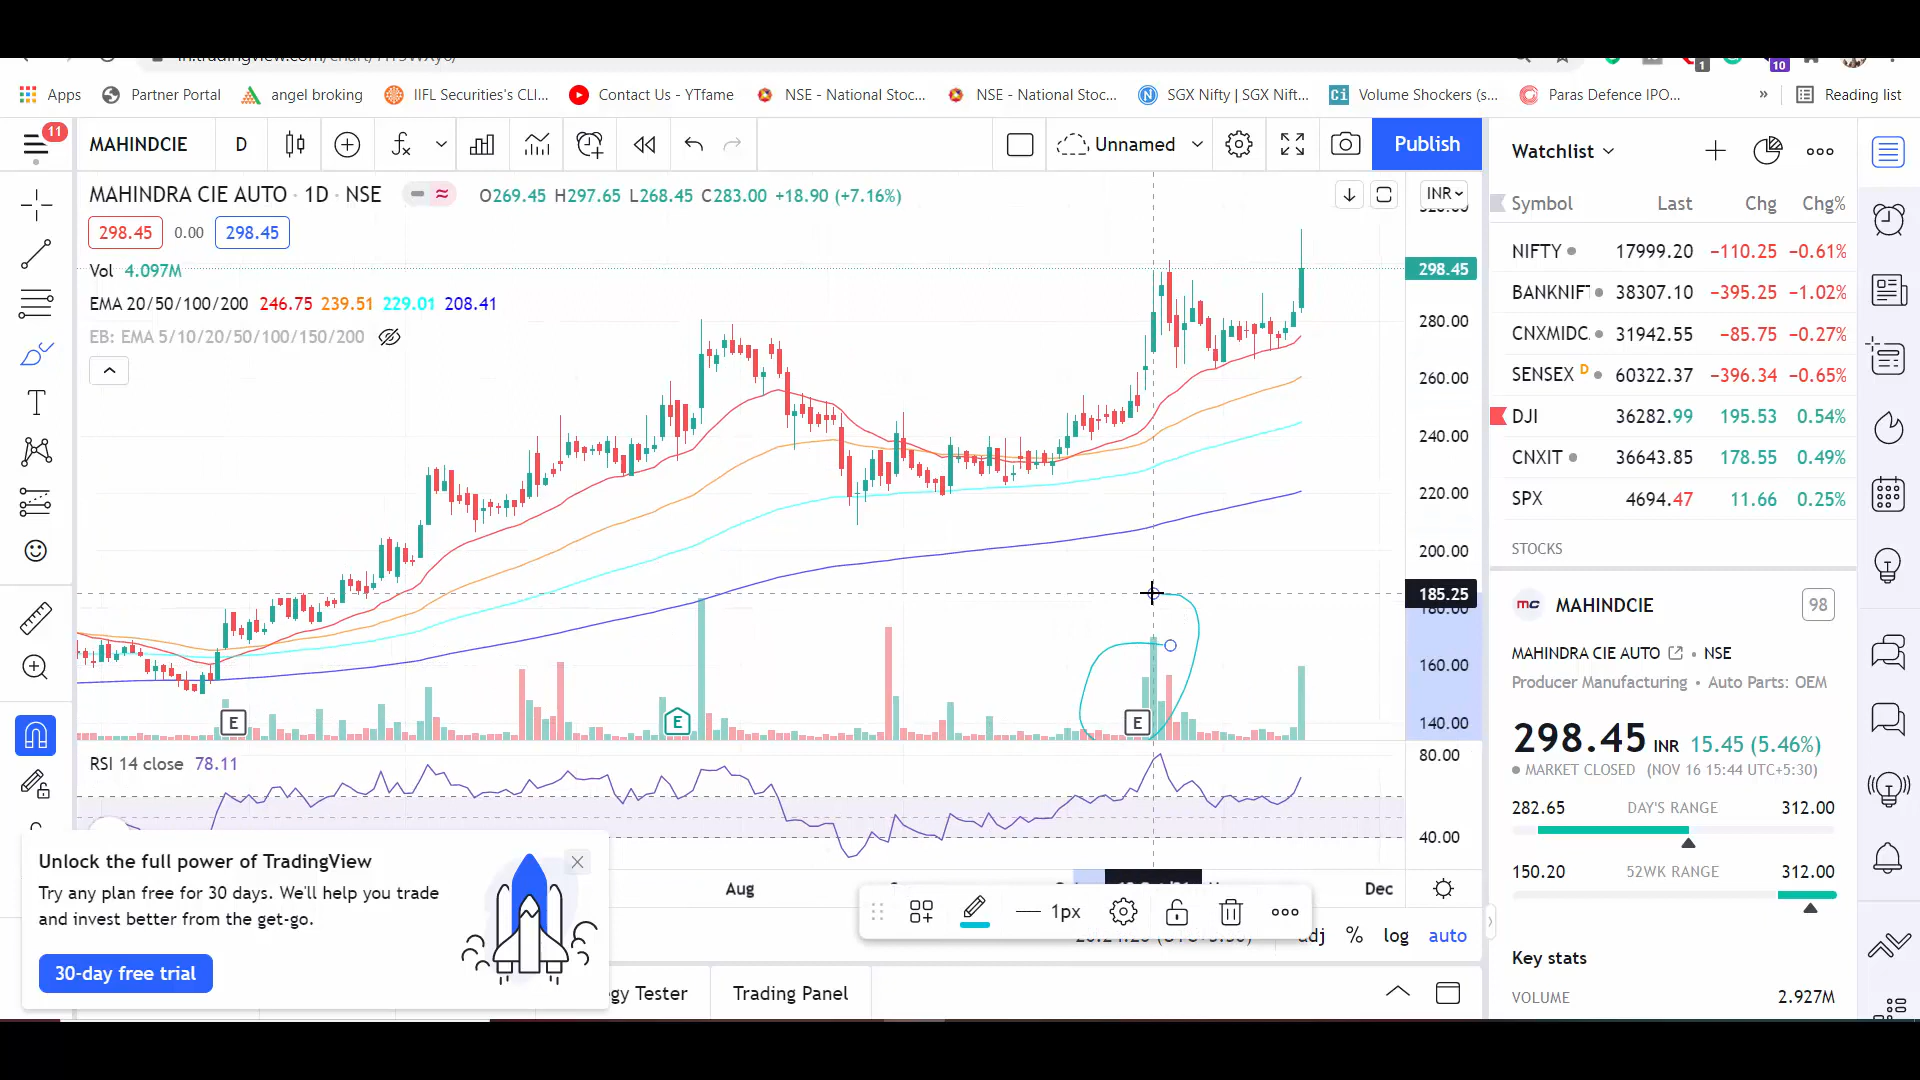 Apps Partner Portal angel broking IIFL Securities's CLI... Contact Us - YTfame NSE - National Stoc... NSE - National Stoc... SGX Nifty | SGX Nift... Volume Shockers (s... Paras Defence IPO... » Reading list
1 10
11
MAHINDCIE D Unnamed Publish
MAHINDRA CIE AUTO · 1D · NSE O269.45 H297.65 L268.45 C283.00 +18.90 (+7.16%)
INR
298.45 0.00 298.45
Vol 4.097M
EMA 20/50/100/200 246.75 239.51 229.01 208.41
EB: EMA 5/10/20/50/100/150/200
298.45
280.00
260.00
240.00
220.00
200.00
185.25
180.00
160.00
140.00
E E E
RSI 14 close 78.11
80.00
40.00
Aug Dec
Unlock the full power of TradingView
Try any plan free for 30 days. We'll help you trade
and invest better from the get-go.
30-day free trial
1px
adj % log auto
gy Tester Trading Panel
Watchlist
Symbol Last Chg Chg%
NIFTY 17999.20 −110.25 −0.61%
BANKNIF 38307.10 −395.25 −1.02%
CNXMIDC 31942.55 −85.75 −0.27%
SENSEX D 60322.37 −396.34 −0.65%
DJI 36282.99 195.53 0.54%
CNXIT 36643.85 178.55 0.49%
SPX 4694.47 11.66 0.25%
STOCKS
mc MAHINDCIE 98
MAHINDRA CIE AUTO • NSE
Producer Manufacturing • Auto Parts: OEM
298.45 INR 15.45 (5.46%)
MARKET CLOSED (NOV 16 15:44 UTC+5:30)
282.65 DAY'S RANGE 312.00
150.20 52WK RANGE 312.00
Key stats
VOLUME 2.927M